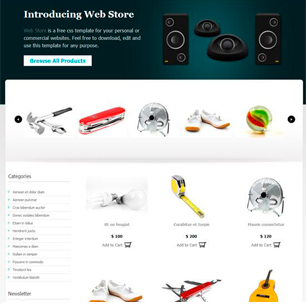 Introducing Web Store
Web Store is a free css template for your personal or
commercial websites. Feel free to download, edit and
use this template for any purpose.
Browse All Products
Categories
Aenean et dolor diam
Aenean pulvinar
Cras bibendum auctor
Donec sodales bibendum
Etiam in tellus
Hendrerit justo
Integer interdum
Maecenas a diam
Nullam in semper
Posuere in commodo
Tincidunt leo
Vestibulum blandit
Newsletter
Ut eu feugiat
$ 100
Add to Cart
Curabitur et turpis
$ 200
Add to Cart
Mauris consectetur
$ 120
Add to Cart